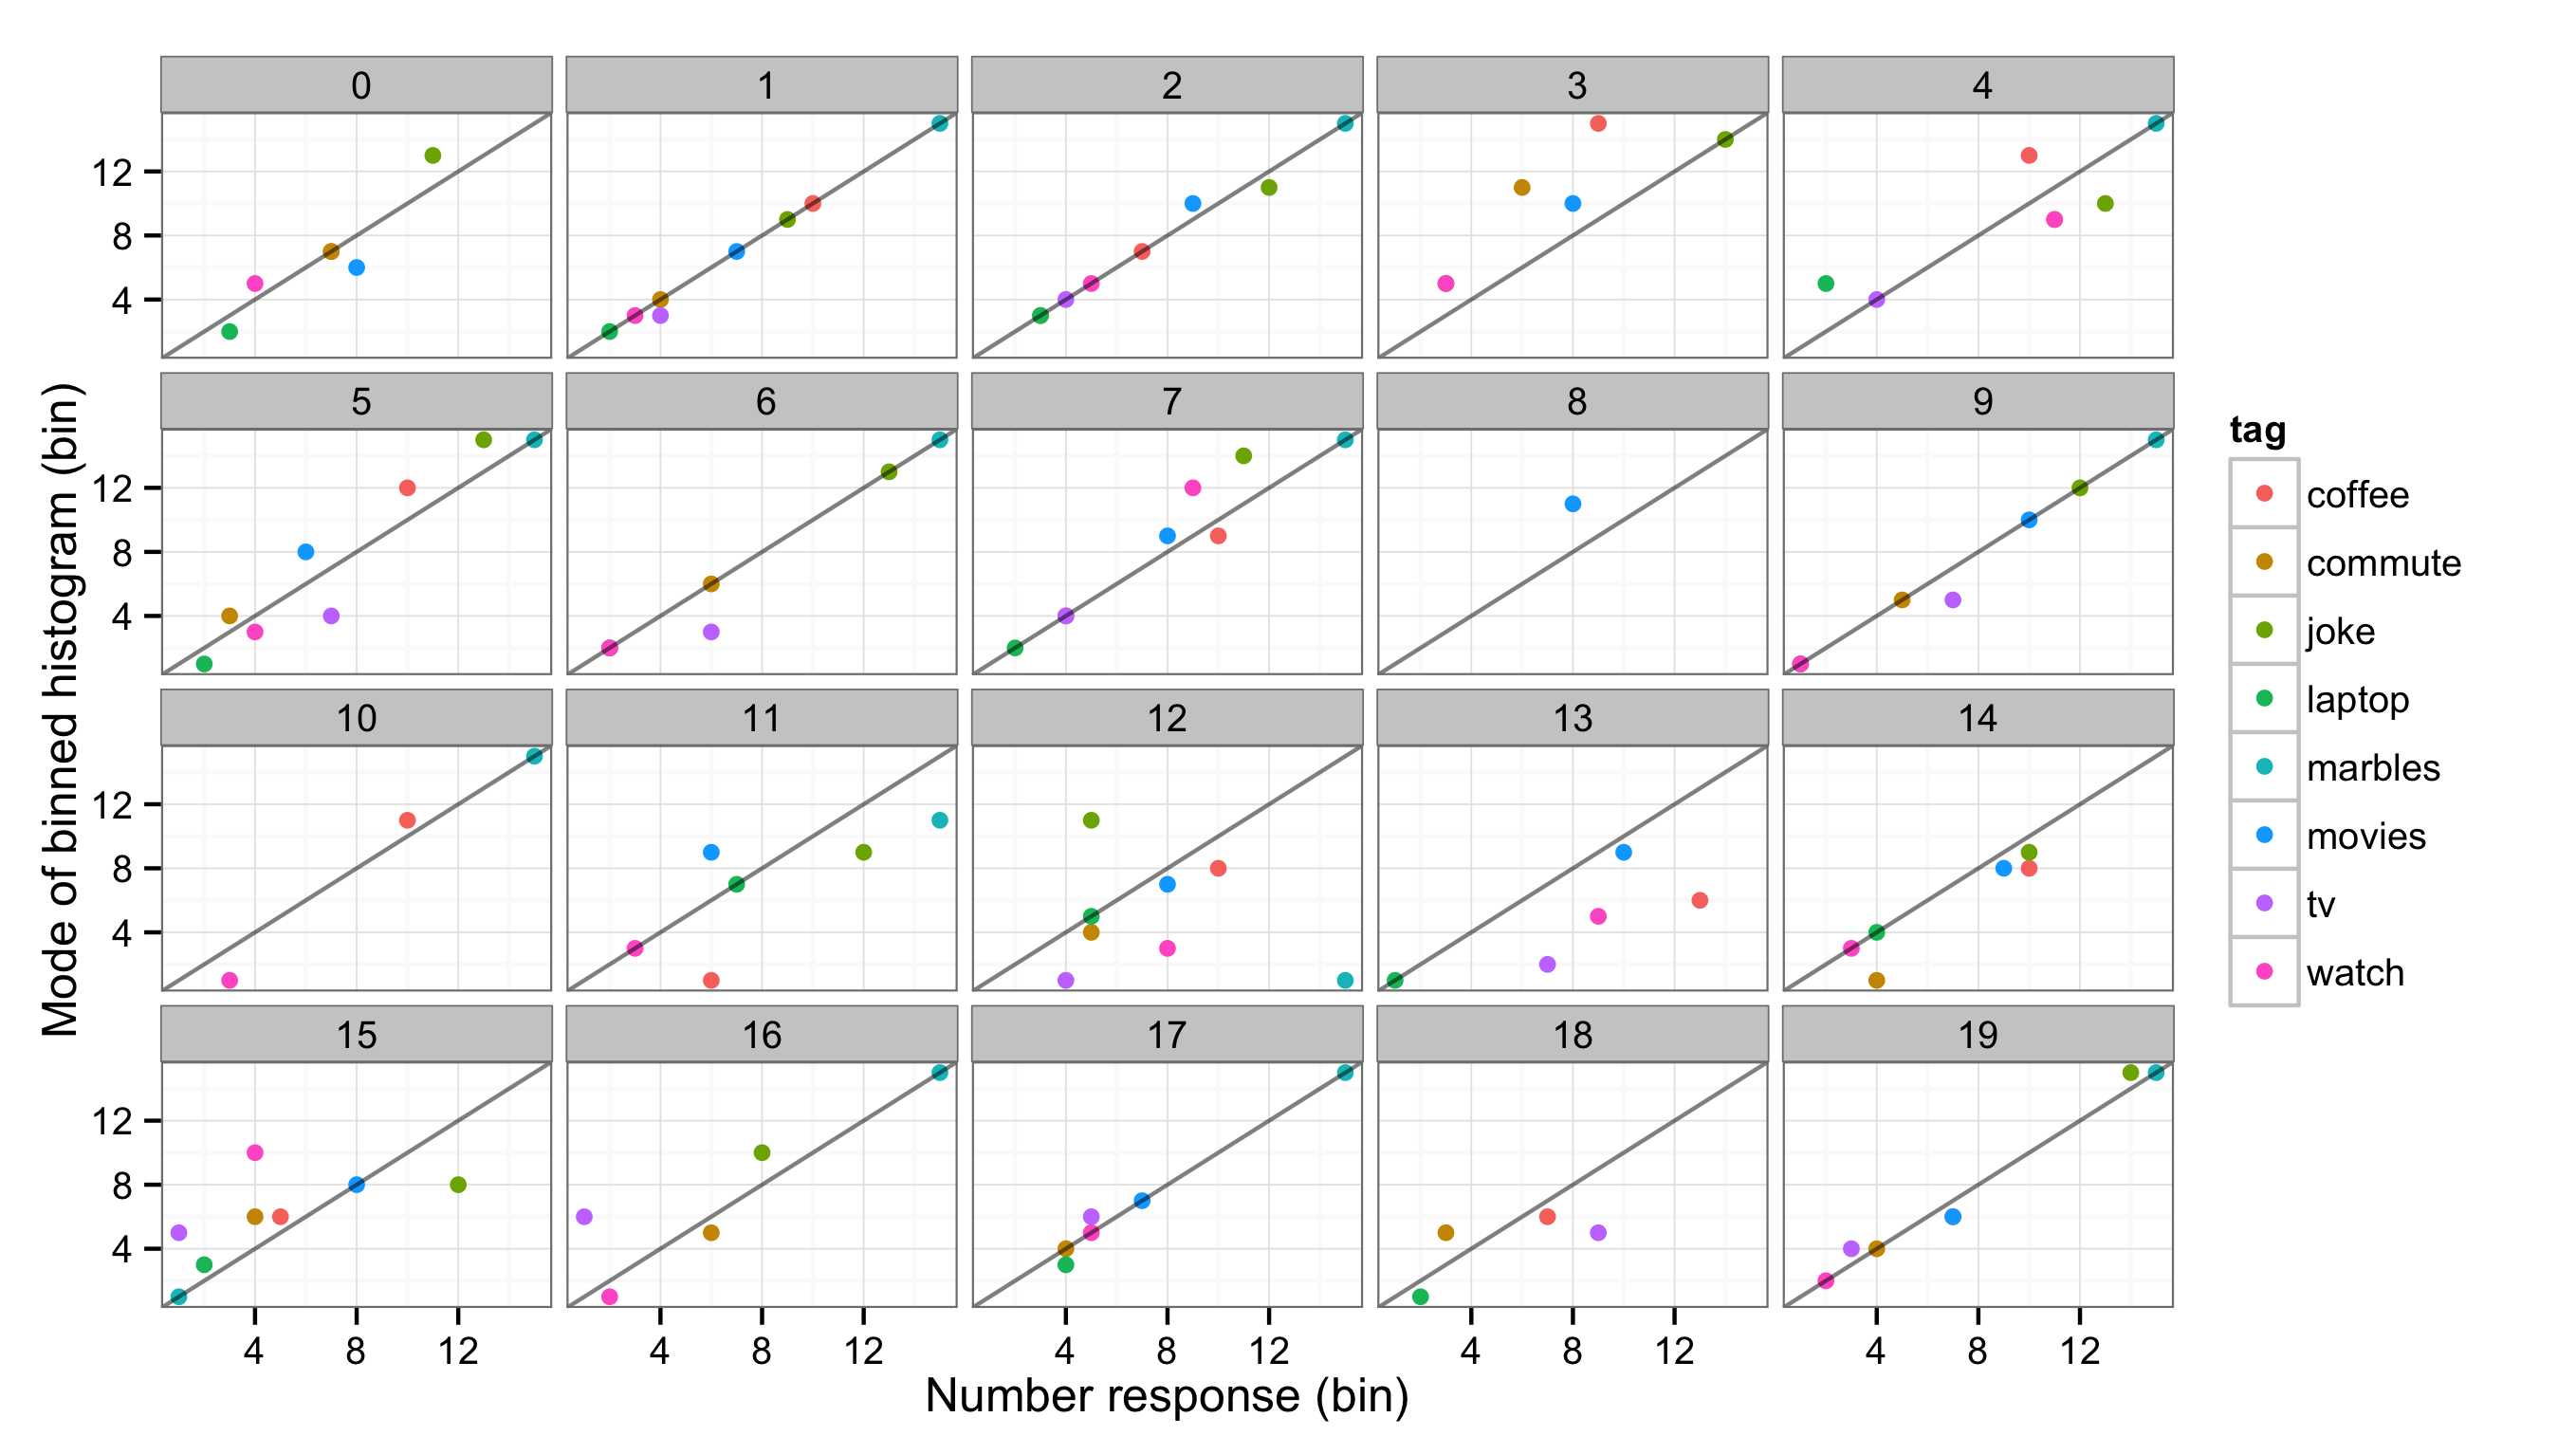 0 1 2 3 4
12
8
4
5 6 7 8 9
12
8
4
10 11 12 13 14
12
8
4
15 16 17 18 19
12
8
4
4 8 12 4 8 12 4 8 12 4 8 12 4 8 12
Number response (bin)
Mode of binned histogram (bin)
tag
coffee
commute
joke
laptop
marbles
movies
tv
watch